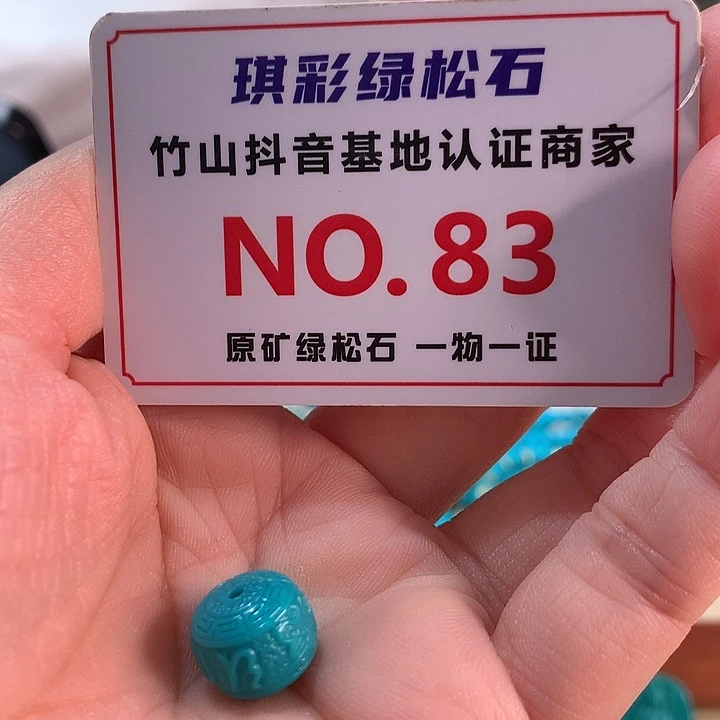 琪彩绿松石
竹山抖音基地认证商家
NO.83
原矿绿松石 一物一证